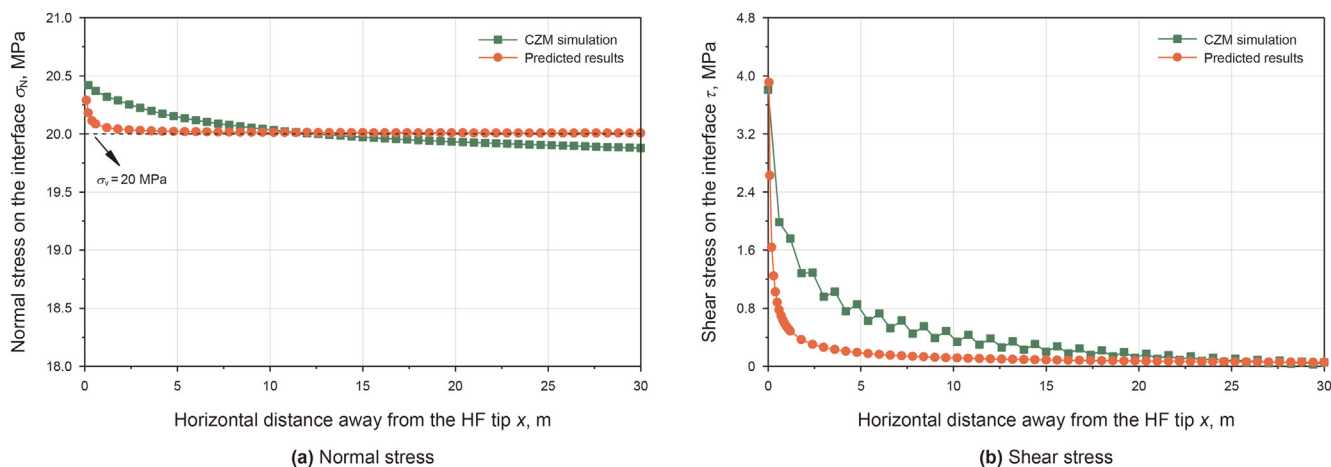 21.0
20.5
20.0
19.5
19.0
18.5
18.0
Normal stress on the interface σN, MPa
CZM simulation
Predicted results
σv = 20 MPa
0 5 10 15 20 25 30
Horizontal distance away from the HF tip x, m
(a) Normal stress
4.8
4.0
3.2
2.4
1.6
0.8
0
Shear stress on the interface τ, MPa
CZM simulation
Predicted results
0 5 10 15 20 25 30
Horizontal distance away from the HF tip x, m
(b) Shear stress